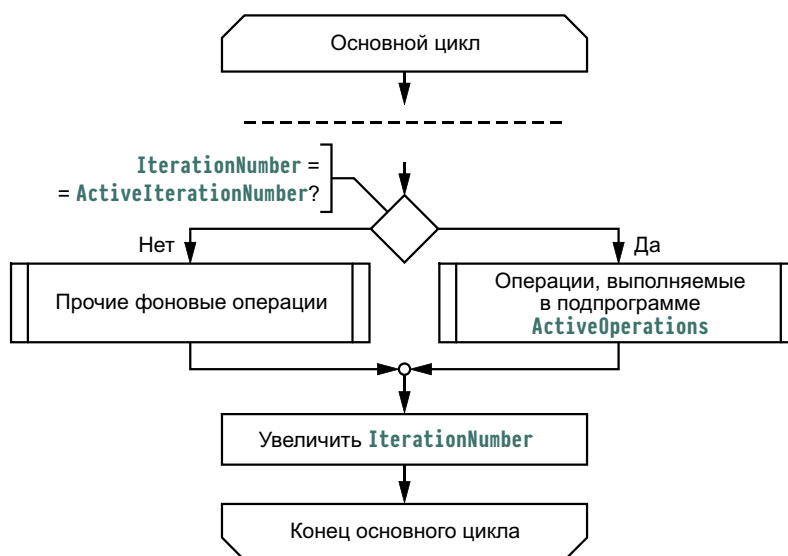 Основной цикл
IterationNumber =
= ActiveIterationNumber?
Нет
Да
Прочие фоновые операции
Операции, выполняемые
в подпрограмме
ActiveOperations
Увеличить IterationNumber
Конец основного цикла